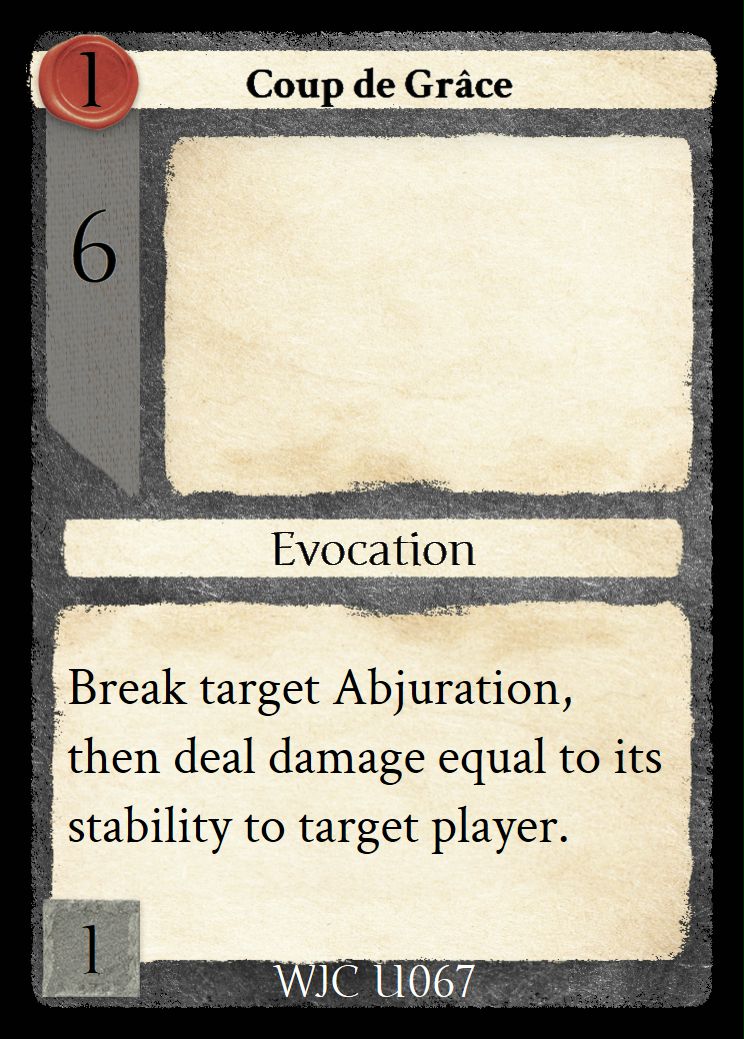 1
Coup de Grâce
6
Evocation
Break target Abjuration,
then deal damage equal to its
stability to target player.
1
WJC U067